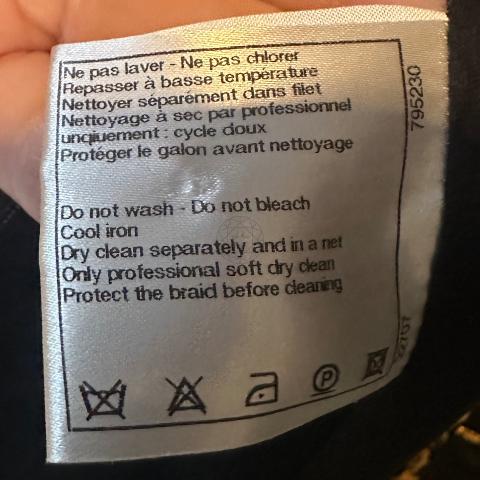 Ne pas laver - Ne pas chlorer
Repasser à basse température
Nettoyer séparément dans filet
Nettoyage à sec par professionnel
unqiuement : cycle doux
Protéger le galon avant nettoyage
795230
Do not wash - Do not bleach
Cool iron
Dry clean separately and in a net
Only professional soft dry clean
Protect the braid before cleaning
P